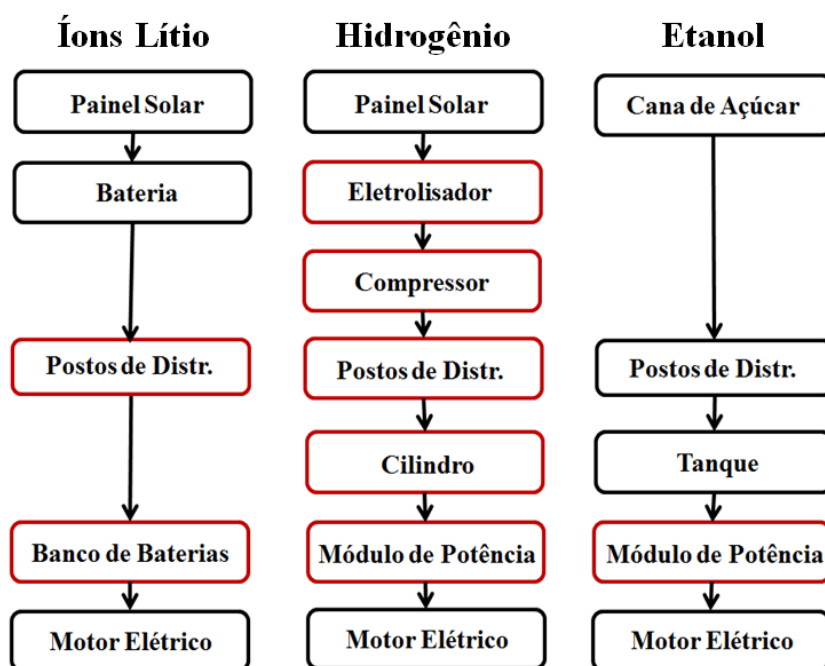 Íons Lítio
Painel Solar
Bateria
Postos de Distr.
Banco de Baterias
Motor Elétrico
Hidrogênio
Painel Solar
Eletrolisador
Compressor
Postos de Distr.
Cilindro
Módulo de Potência
Motor Elétrico
Etanol
Cana de Açúcar
Postos de Distr.
Tanque
Módulo de Potência
Motor Elétrico